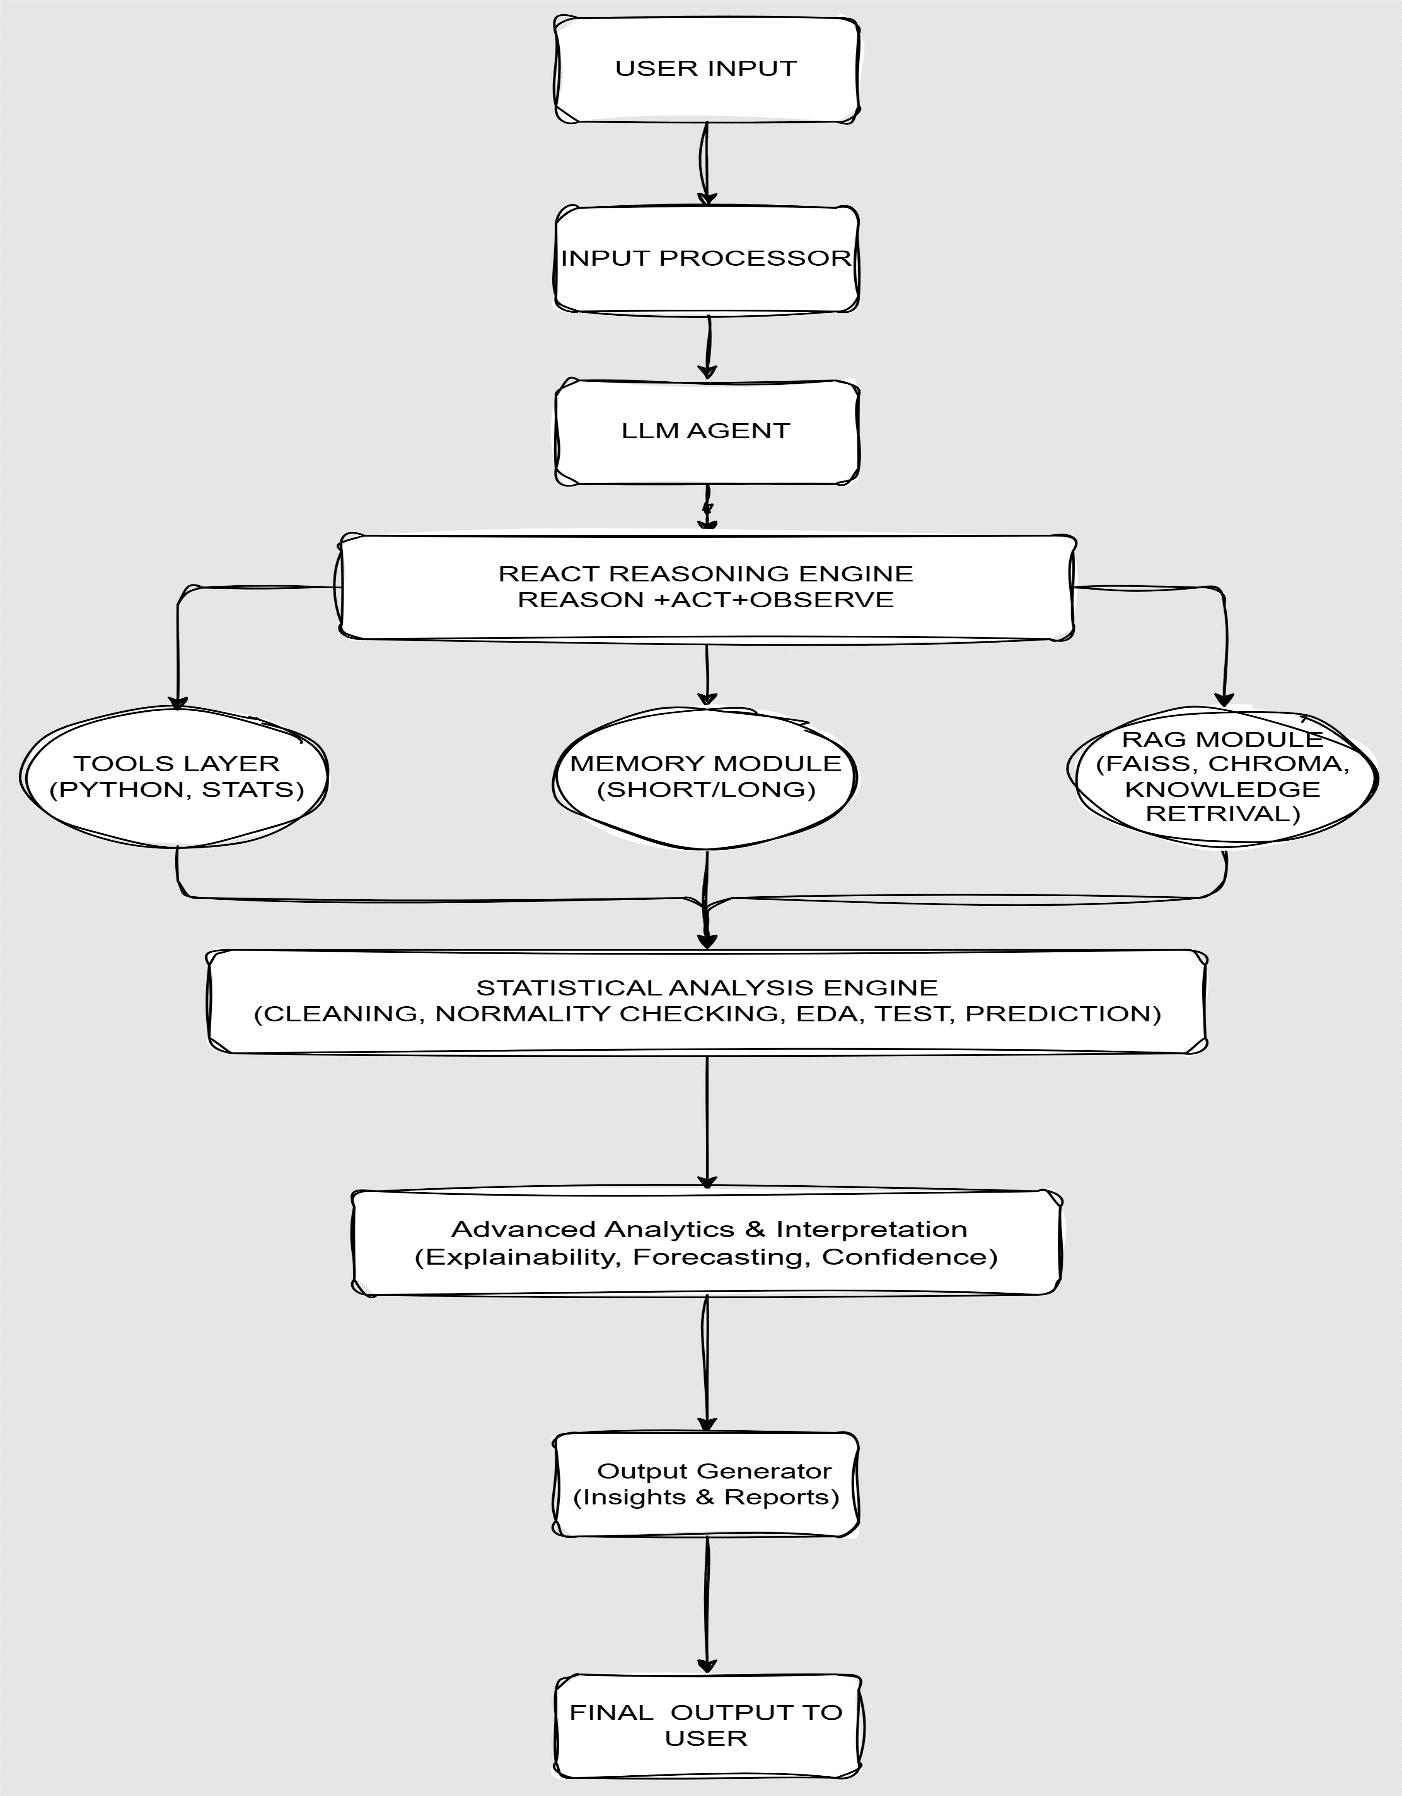 USER INPUT
INPUT PROCESSOR
LLM AGENT
REACT REASONING ENGINE
REASON +ACT+OBSERVE
TOOLS LAYER
(PYTHON, STATS)
MEMORY MODULE
(SHORT/LONG)
RAG MODULE
(FAISS, CHROMA,
KNOWLEDGE
RETRIVAL)
STATISTICAL ANALYSIS ENGINE
(CLEANING, NORMALITY CHECKING, EDA, TEST, PREDICTION)
Advanced Analytics & Interpretation
(Explainability, Forecasting, Confidence)
Output Generator
(Insights & Reports)
FINAL  OUTPUT TO
USER